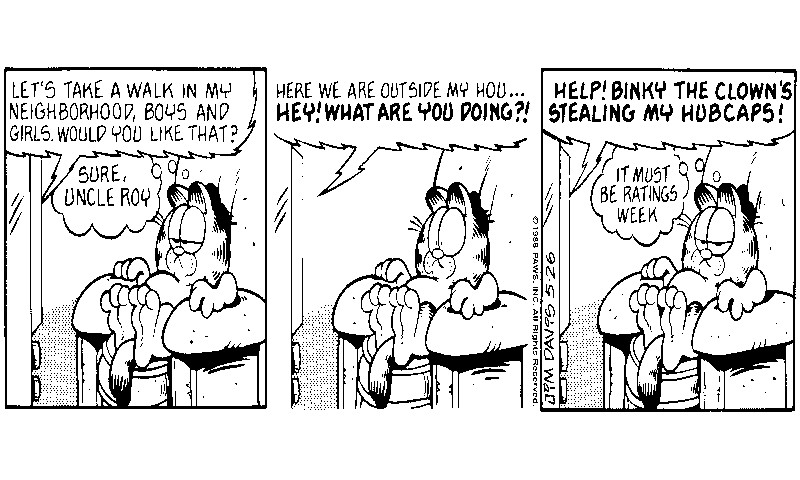 LET'S TAKE A WALK IN MY
NEIGHBORHOOD, BOYS AND
GIRLS. WOULD YOU LIKE THAT?
SURE,
UNCLE ROY
HERE WE ARE OUTSIDE MY HOU...
HEY! WHAT ARE YOU DOING?!
© 1988 PAWS, INC. All Rights Reserved.
JIM DAVIS 5.26
HELP! BINKY THE CLOWN'S
STEALING MY HUBCAPS!
IT MUST
BE RATINGS
WEEK